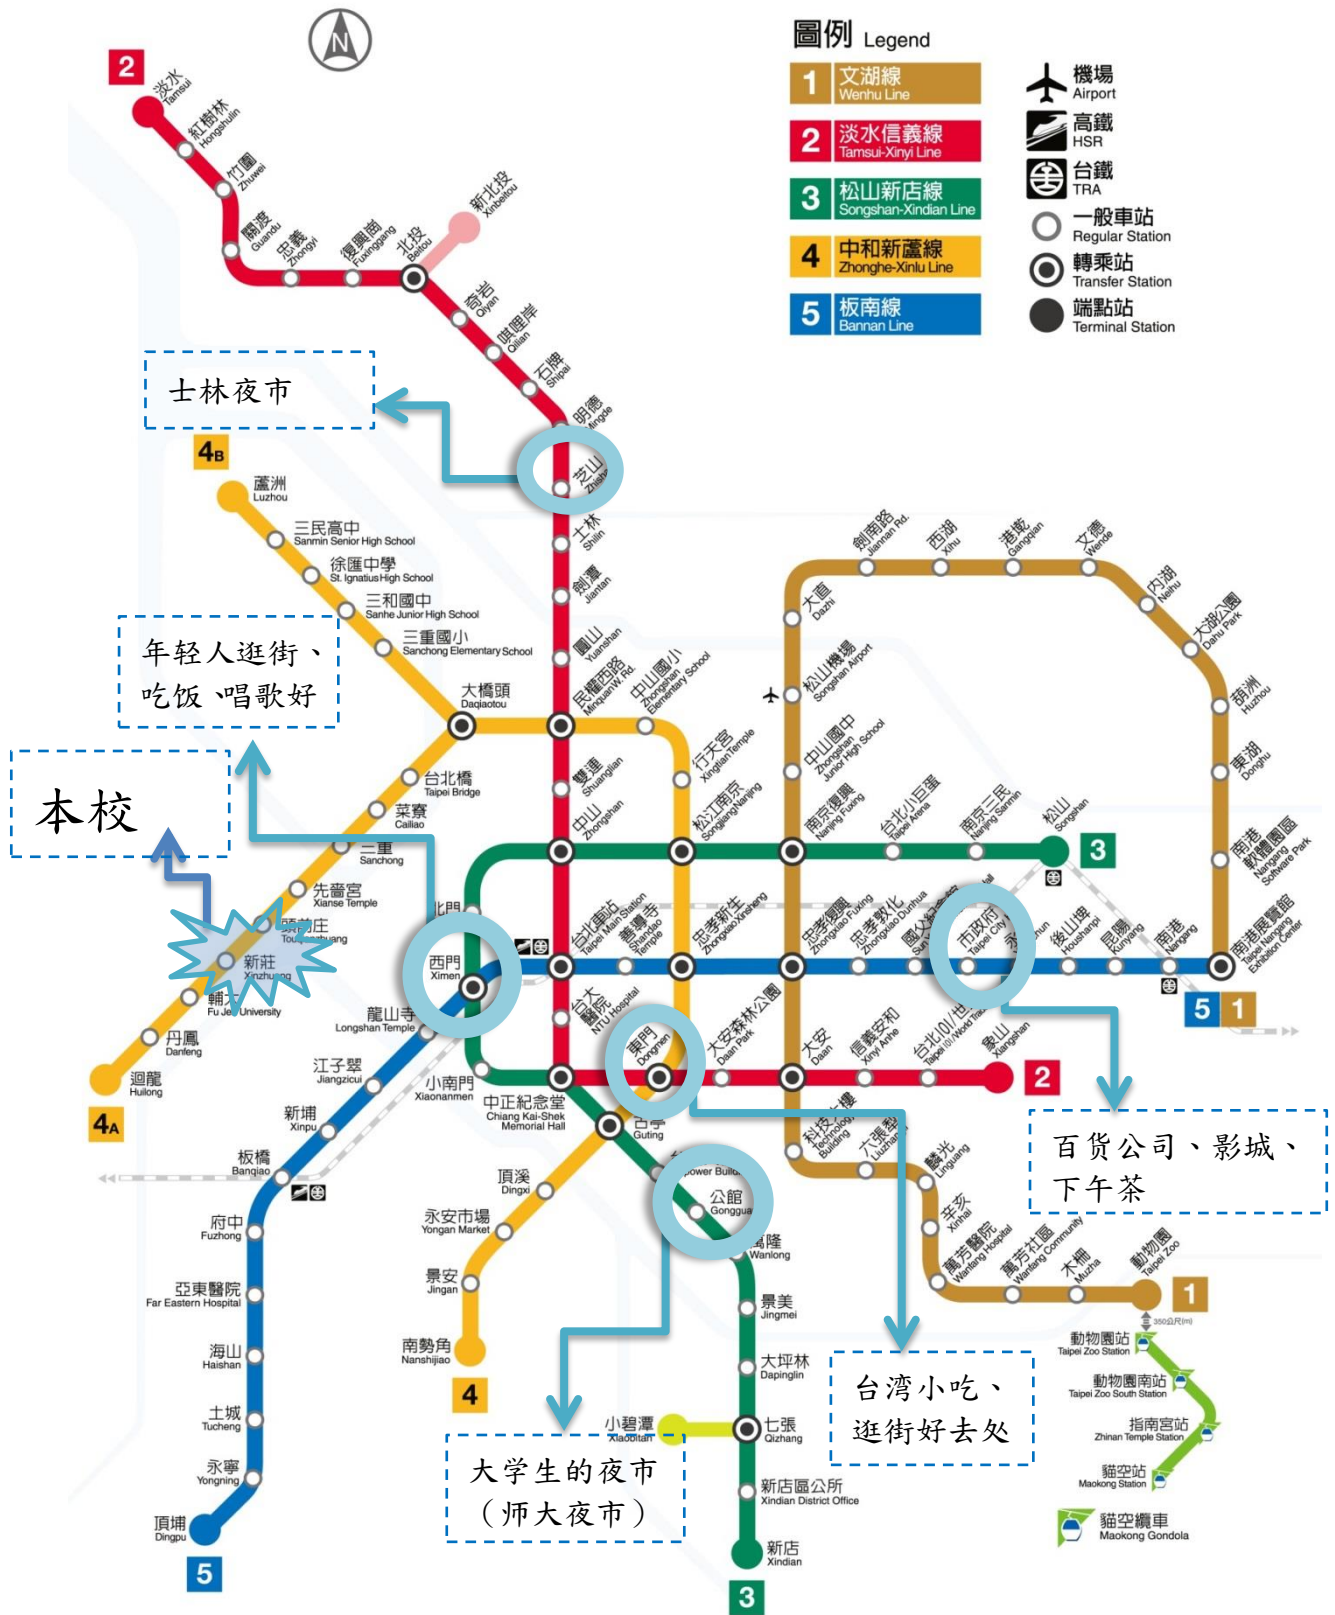 圖例 Legend
1 文湖線
Wenhu Line
2 淡水信義線
Tamsui-Xinyi Line
3 松山新店線
Songshan-Xindian Line
4 中和新蘆線
Zhonghe-Xinlu Line
5 板南線
Bannan Line
機場
Airport
高鐵
HSR
台鐵
TRA
一般車站
Regular Station
轉乘站
Transfer Station
端點站
Terminal Station
N
2
淡水
Tamsui
紅樹林
Hongshulin
竹圍
Zhuwei
關渡
Guandu
忠義
Zhongyi
復興崗
Fuxinggang
北投
Beitou
新北投
Xinbeitou
奇岩
Qiyan
唭哩岸
Qilian
石牌
Shipai
明德
Mingde
士林夜市
芝山
士林
Shilin
劍潭
Jiantan
圓山
Yuanshan
民權西路
Minquan W. Rd.
中山國小
Zhongshan
Elementary School
4B
蘆洲
Luzhou
三民高中
Sanmin Senior High School
徐匯中學
St. Ignatius High School
三和國中
Sanhe Junior High School
三重國小
Sanchong Elementary School
大橋頭
Daqiaotou
年轻人逛街、
吃饭、唱歌好
本校
台北橋
Taipei Bridge
菜寮
Cailiao
三重
Sanchong
先嗇宮
Xianse Temple
頭前庄
新莊
Xinzhuang
輔大
Fu Jen University
丹鳳
Danfeng
迴龍
Huilong
4A
雙連
Shuanglian
中山
Zhongshan
行天宮
Xingtian Temple
松江南京
Songjiang Nanjing
劍南路
Jiannan Rd.
西湖
Xihu
港墘
Gangqian
文德
Wende
內湖
Neihu
大湖公園
Dahu Park
葫洲
Huzhou
東湖
Donghu
南港
軟體園區
Nangang
Software Park
南港展覽館
Taipei Nangang
Exhibition Center
大直
Dazhi
松山機場
Songshan Airport
中山國中
Zhongshan
Junior High School
南京復興
Nanjing Fuxing
台北小巨蛋
Taipei Arena
南京三民
Nanjing Sanmin
松山
Songshan
3
北門
西門
Ximen
台北車站
Taipei Main Station
善導寺
Shandao
Temple
忠孝新生
Zhongxiao Xinsheng
忠孝復興
Zhongxiao Fuxing
忠孝敦化
Zhongxiao Dunhua
市政府
Taipei City
後山埤
Houshanpi
昆陽
Kunyang
南港
Nangang
5 1
龍山寺
Longshan Temple
江子翠
Jiangzicui
新埔
Xinpu
板橋
Banqiao
府中
Fuzhong
亞東醫院
Far Eastern Hospital
海山
Haishan
土城
Tucheng
永寧
Yongning
頂埔
Dingpu
5
小南門
Xiaonanmen
台大
醫院
NTU Hospital
中正紀念堂
Chiang Kai-Shek
Memorial Hall
東門
Dongmen
大安森林公園
Daan Park
大安
Daan
信義安和
Xinyi Anhe
台北101/世
象山
Xiangshan
2
古亭
Guting
頂溪
Dingxi
永安市場
Yongan Market
景安
Jingan
南勢角
Nanshijiao
4
公館
萬隆
Wanlong
景美
Jingmei
大坪林
Dapinglin
小碧潭
Xiaobitan
七張
Qizhang
新店區公所
Xindian District Office
新店
Xindian
3
科技大樓
Technology
Building
六張犁
麟光
Linguang
辛亥
Xinhai
萬芳醫院
Wanfang Hospital
萬芳社區
Wanfang Community
木柵
Muzha
動物園
Taipei Zoo
1
350公尺(m)
動物園站
Taipei Zoo Station
動物園南站
Taipei Zoo South Station
指南宮站
Zhinan Temple Station
貓空站
Maokong Station
貓空纜車
Maokong Gondola
百货公司、影城、
下午茶
台湾小吃、
逛街好去处
大学生的夜市
（师大夜市）